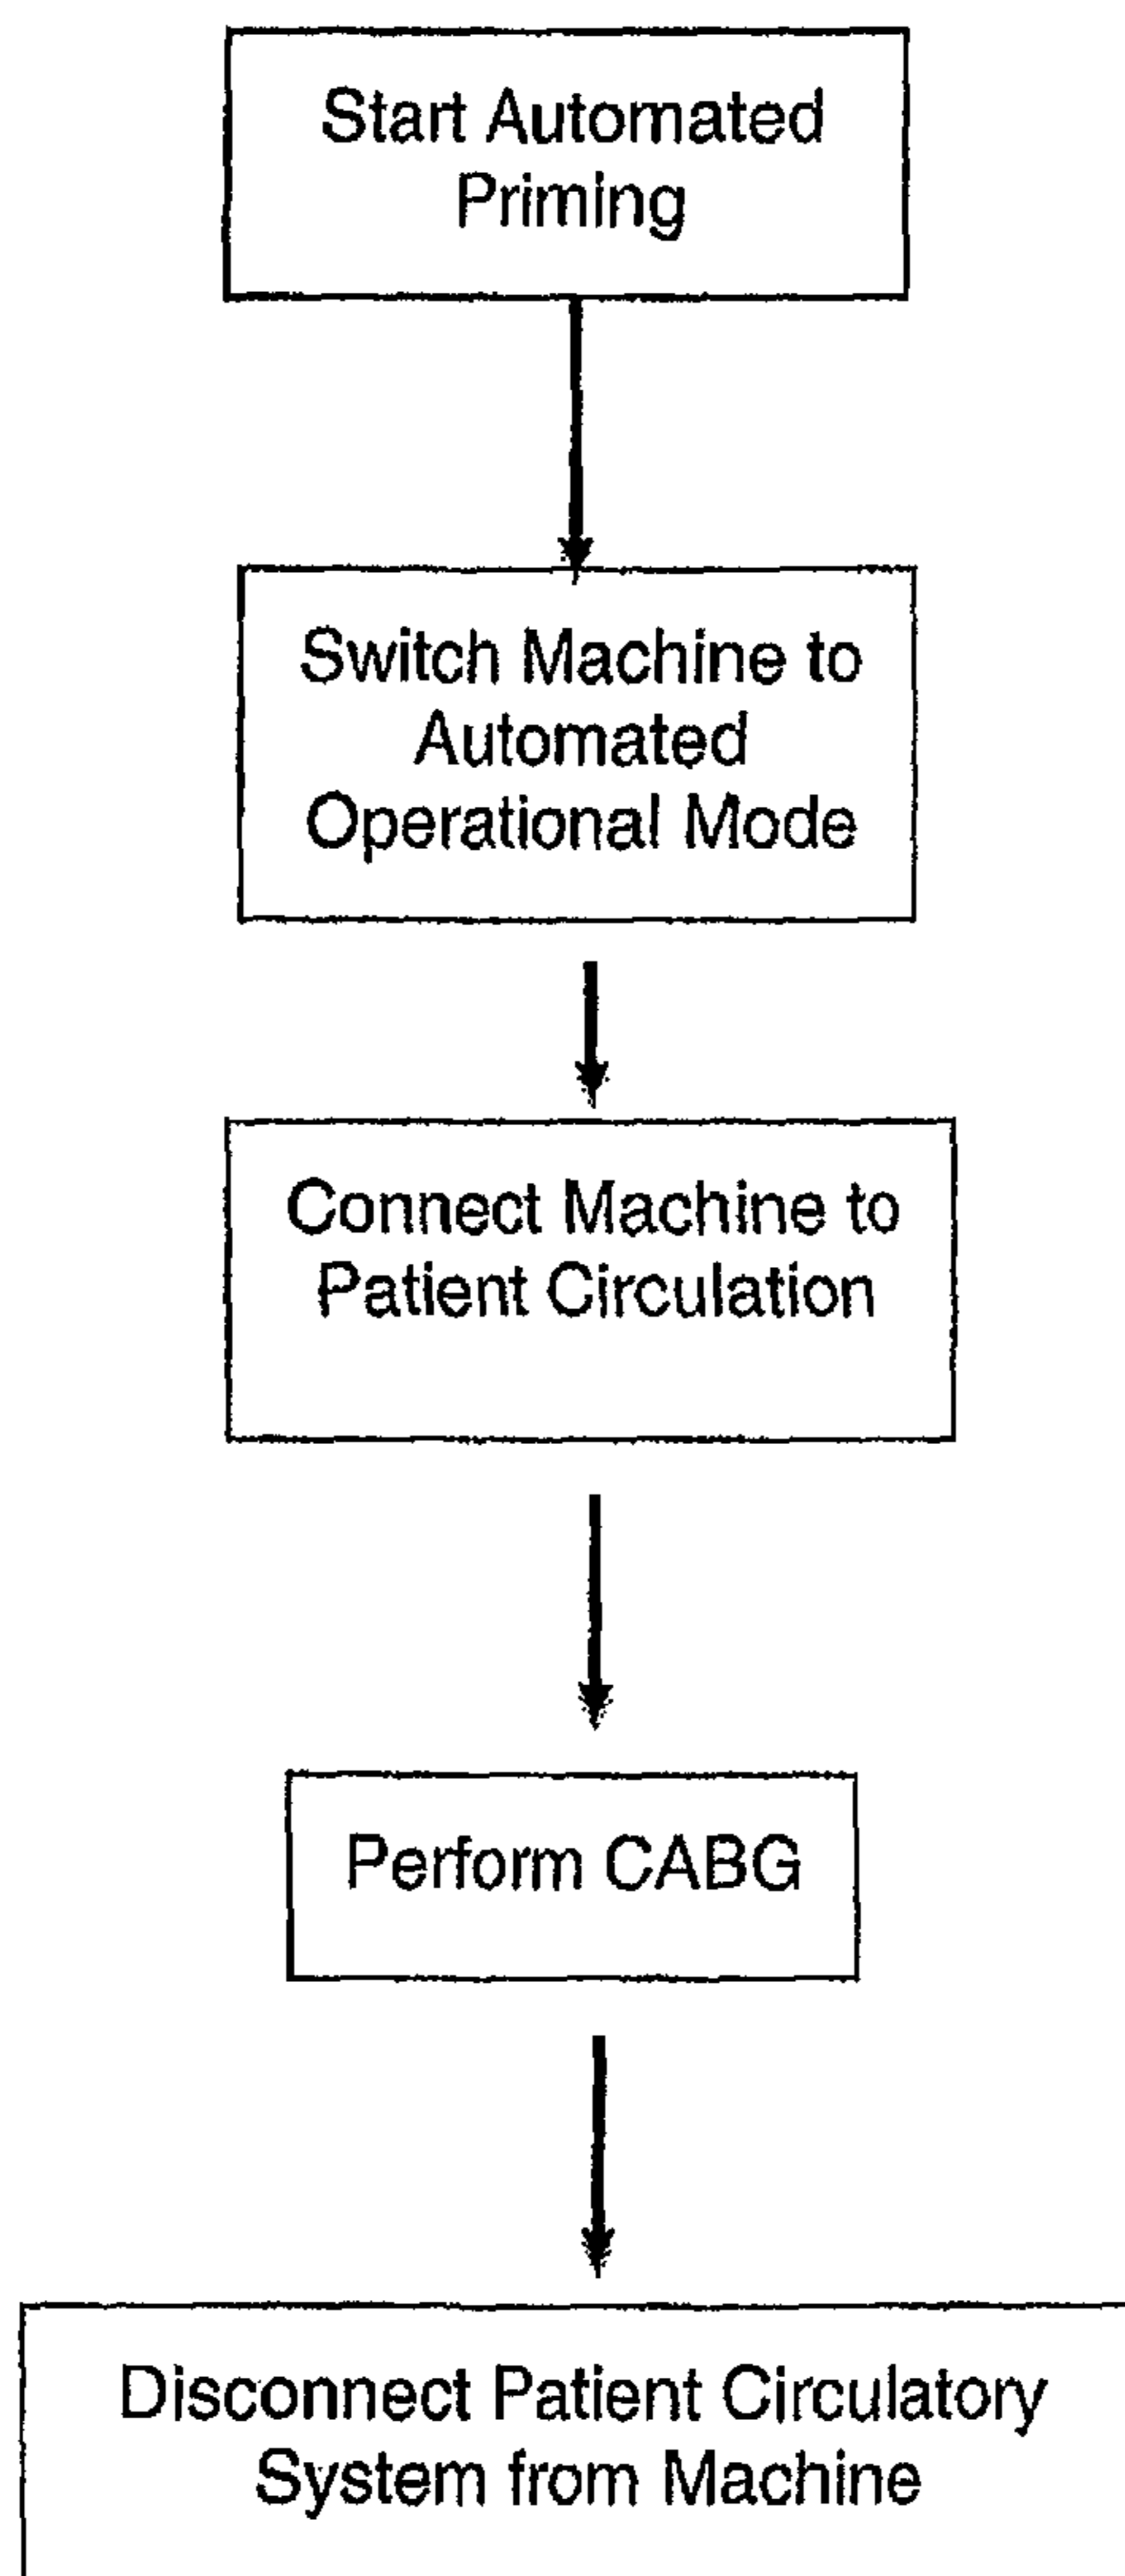 Start Automated
Priming
Switch Machine to
Automated
Operational Mode
Connect Machine to
Patient Circulation
Perform CABG
Disconnect Patient Circulatory
System from Machine